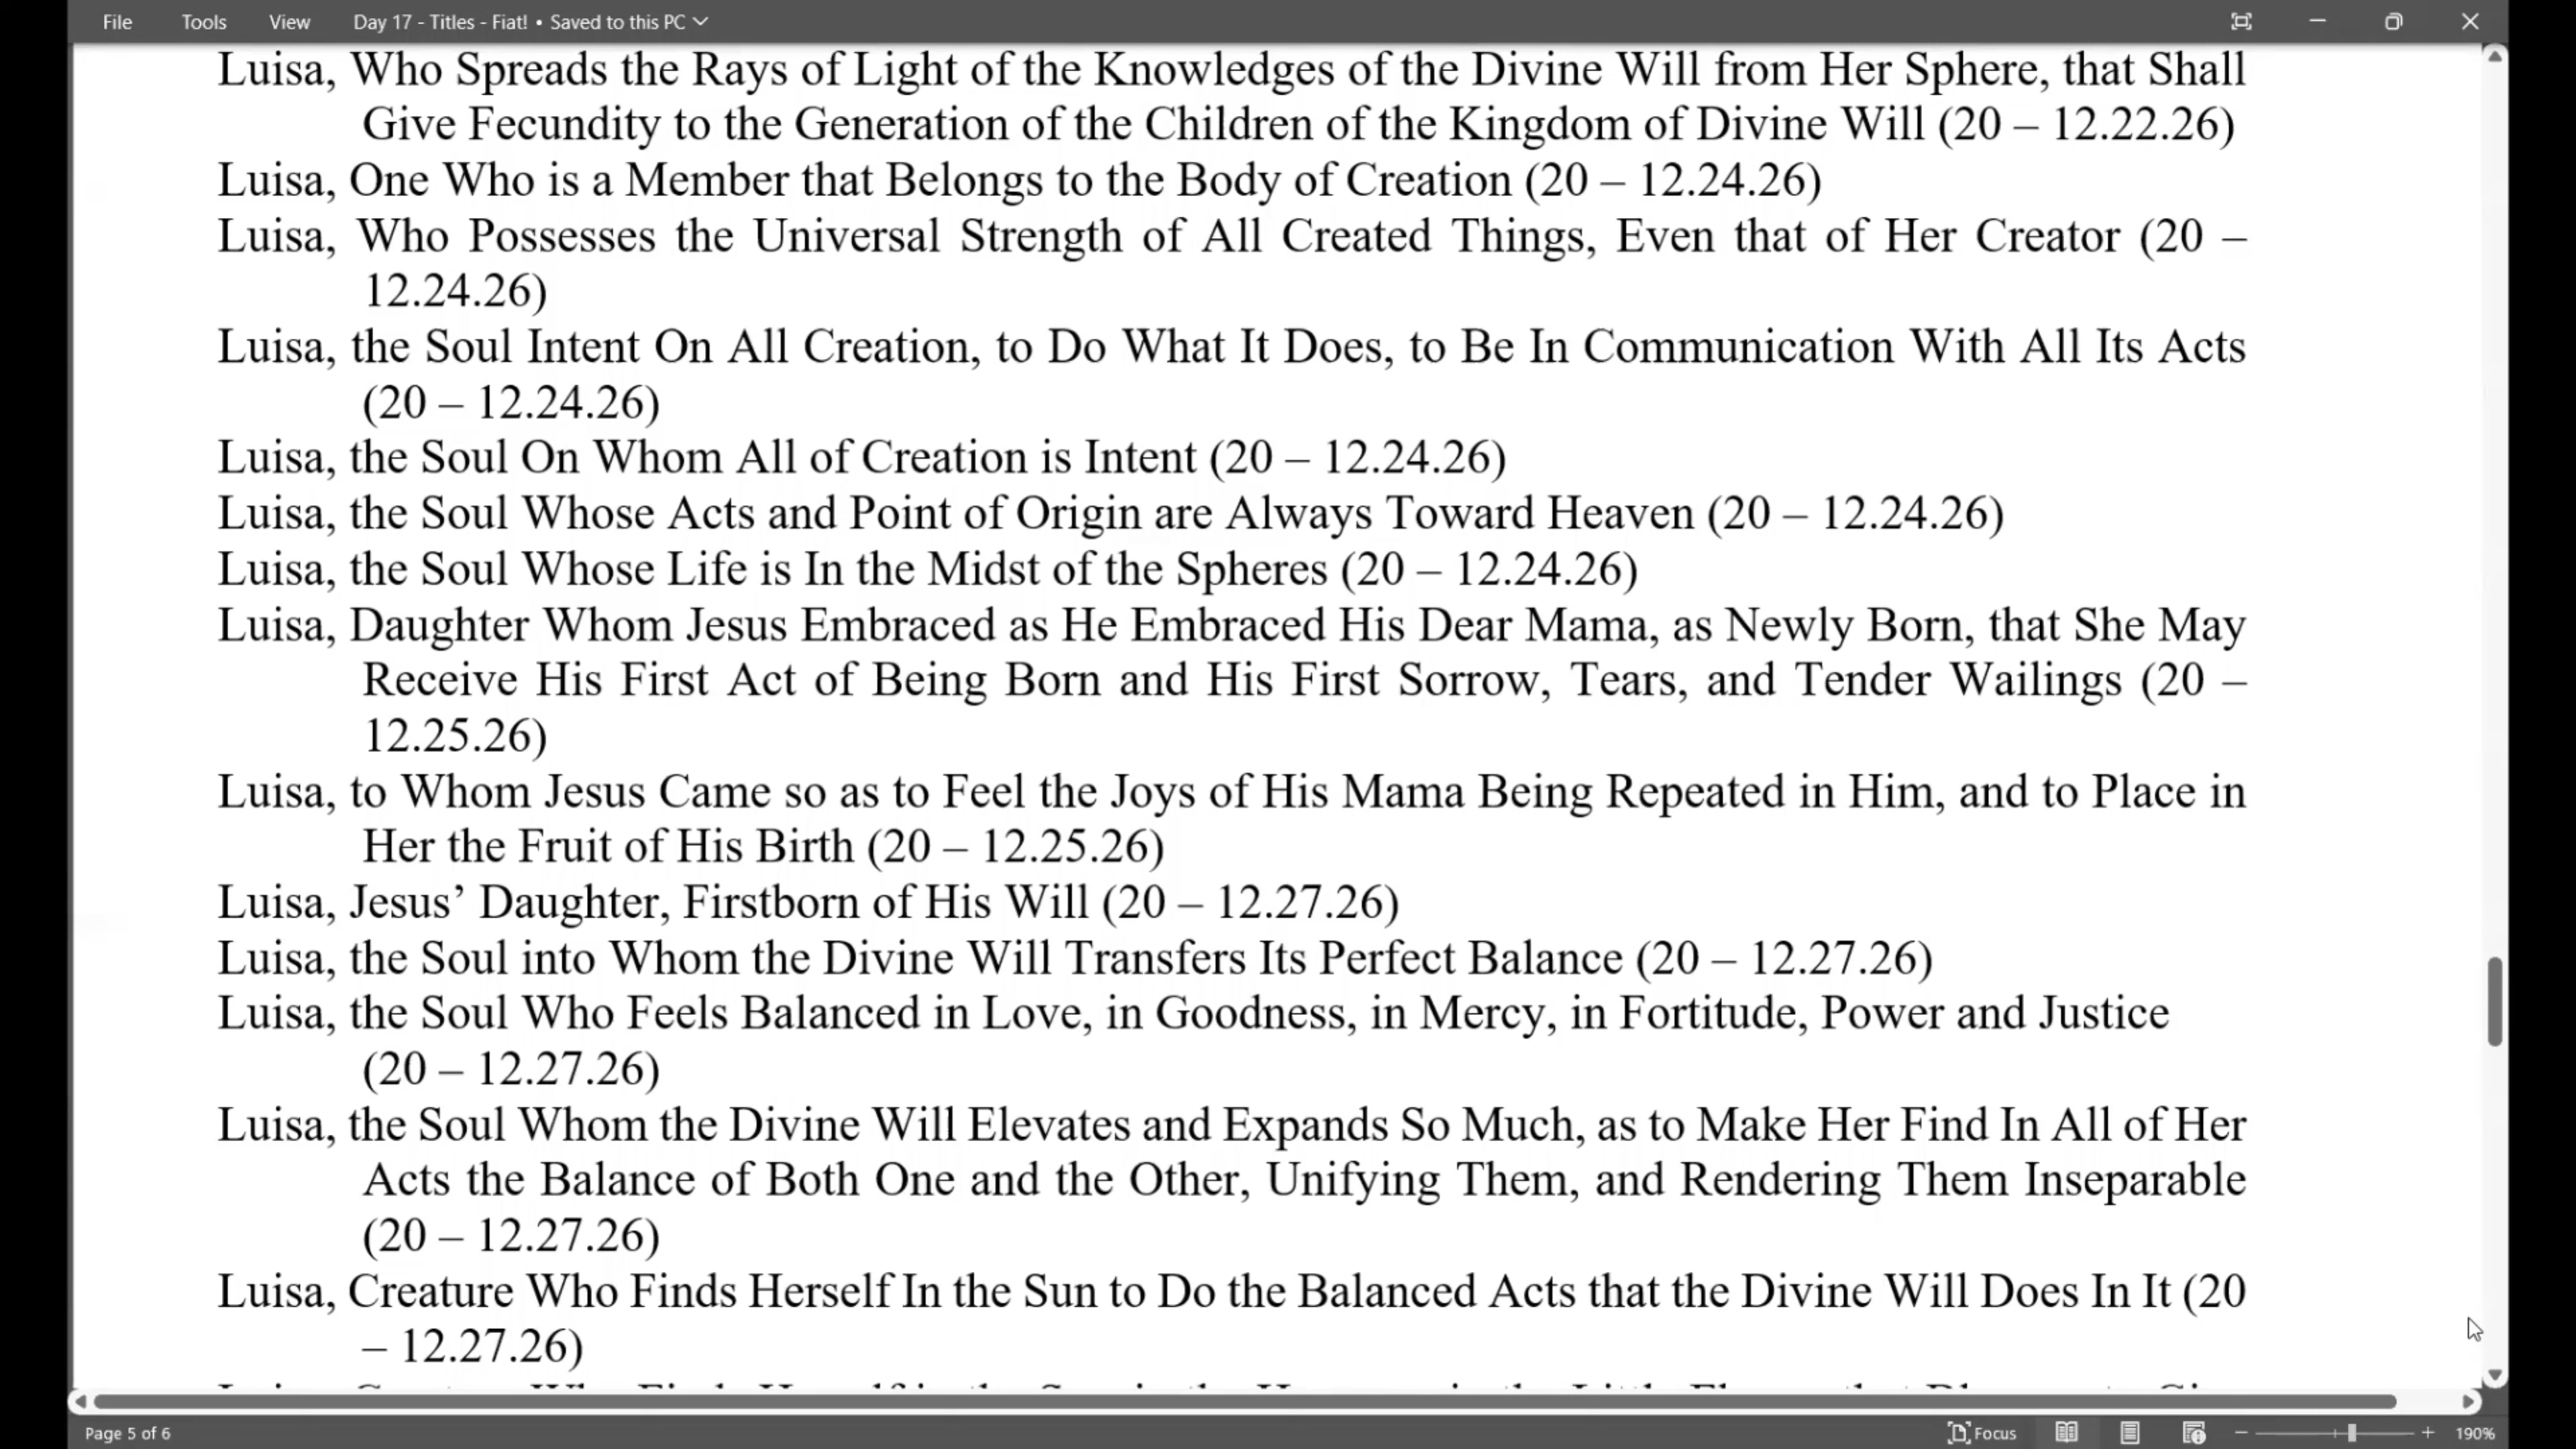 File Tools View Day 17 - Titles - Fiat! • Saved to this PC
Luisa, Who Spreads the Rays of Light of the Knowledges of the Divine Will from Her Sphere, that Shall
Give Fecundity to the Generation of the Children of the Kingdom of Divine Will (20 – 12.22.26)
Luisa, One Who is a Member that Belongs to the Body of Creation (20 – 12.24.26)
Luisa, Who Possesses the Universal Strength of All Created Things, Even that of Her Creator (20 –
12.24.26)
Luisa, the Soul Intent On All Creation, to Do What It Does, to Be In Communication With All Its Acts
(20 – 12.24.26)
Luisa, the Soul On Whom All of Creation is Intent (20 – 12.24.26)
Luisa, the Soul Whose Acts and Point of Origin are Always Toward Heaven (20 – 12.24.26)
Luisa, the Soul Whose Life is In the Midst of the Spheres (20 – 12.24.26)
Luisa, Daughter Whom Jesus Embraced as He Embraced His Dear Mama, as Newly Born, that She May
Receive His First Act of Being Born and His First Sorrow, Tears, and Tender Wailings (20 –
12.25.26)
Luisa, to Whom Jesus Came so as to Feel the Joys of His Mama Being Repeated in Him, and to Place in
Her the Fruit of His Birth (20 – 12.25.26)
Luisa, Jesus’ Daughter, Firstborn of His Will (20 – 12.27.26)
Luisa, the Soul into Whom the Divine Will Transfers Its Perfect Balance (20 – 12.27.26)
Luisa, the Soul Who Feels Balanced in Love, in Goodness, in Mercy, in Fortitude, Power and Justice
(20 – 12.27.26)
Luisa, the Soul Whom the Divine Will Elevates and Expands So Much, as to Make Her Find In All of Her
Acts the Balance of Both One and the Other, Unifying Them, and Rendering Them Inseparable
(20 – 12.27.26)
Luisa, Creature Who Finds Herself In the Sun to Do the Balanced Acts that the Divine Will Does In It (20
– 12.27.26)
Page 5 of 6 Focus 190%